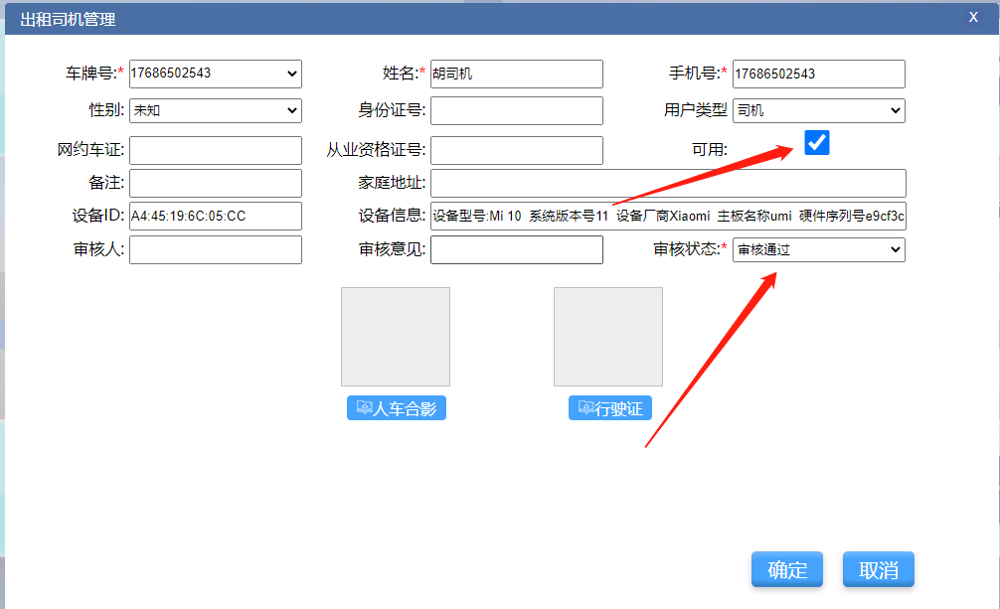 出租司机管理 X
车牌号:* 17686502543 姓名:* 胡司机 手机号:* 17686502543
性别: 未知 身份证号: 用户类型 司机
网约车证: 从业资格证号: 可用:
备注: 家庭地址:
设备ID: A4:45:19:6C:05:CC 设备信息: 设备型号:Mi 10 系统版本号11 设备厂商Xiaomi 主板名称umi 硬件序列号e9cf3c
审核人: 审核意见: 审核状态:* 审核通过
人车合影 行驶证
确定 取消